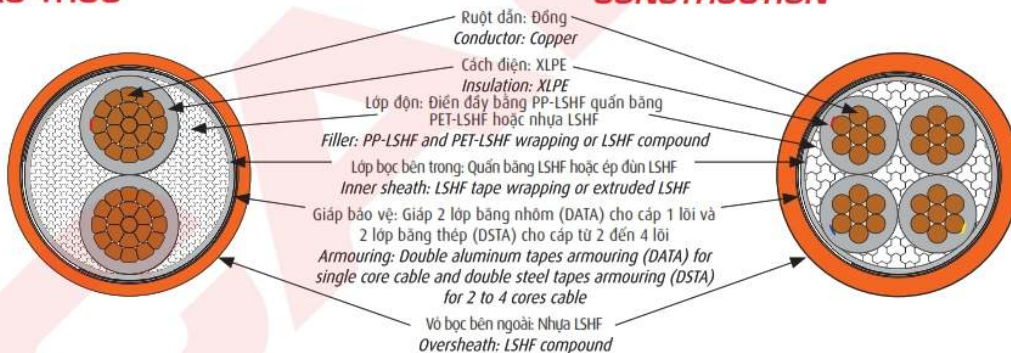 CONSTRUCTION
Ruột dẫn: Đồng
Conductor: Copper
Cách điện: XLPE
Insulation: XLPE
Lớp độn: Điền đầy bằng PP-LSHF quấn băng
PET-LSHF hoặc nhựa LSHF
Filler: PP-LSHF and PET-LSHF wrapping or LSHF compound
Lớp bọc bên trong: Quấn băng LSHF hoặc ép đùn LSHF
Inner sheath: LSHF tape wrapping or extruded LSHF
Giáp bảo vệ: Giáp 2 lớp băng nhôm (DATA) cho cáp 1 lõi và
2 lớp băng thép (DSTA) cho cáp từ 2 đến 4 lõi
Armouring: Double aluminum tapes armouring (DATA) for
single core cable and double steel tapes armouring (DSTA)
for 2 to 4 cores cable
Vỏ bọc bên ngoài: Nhựa LSHF
Oversheath: LSHF compound